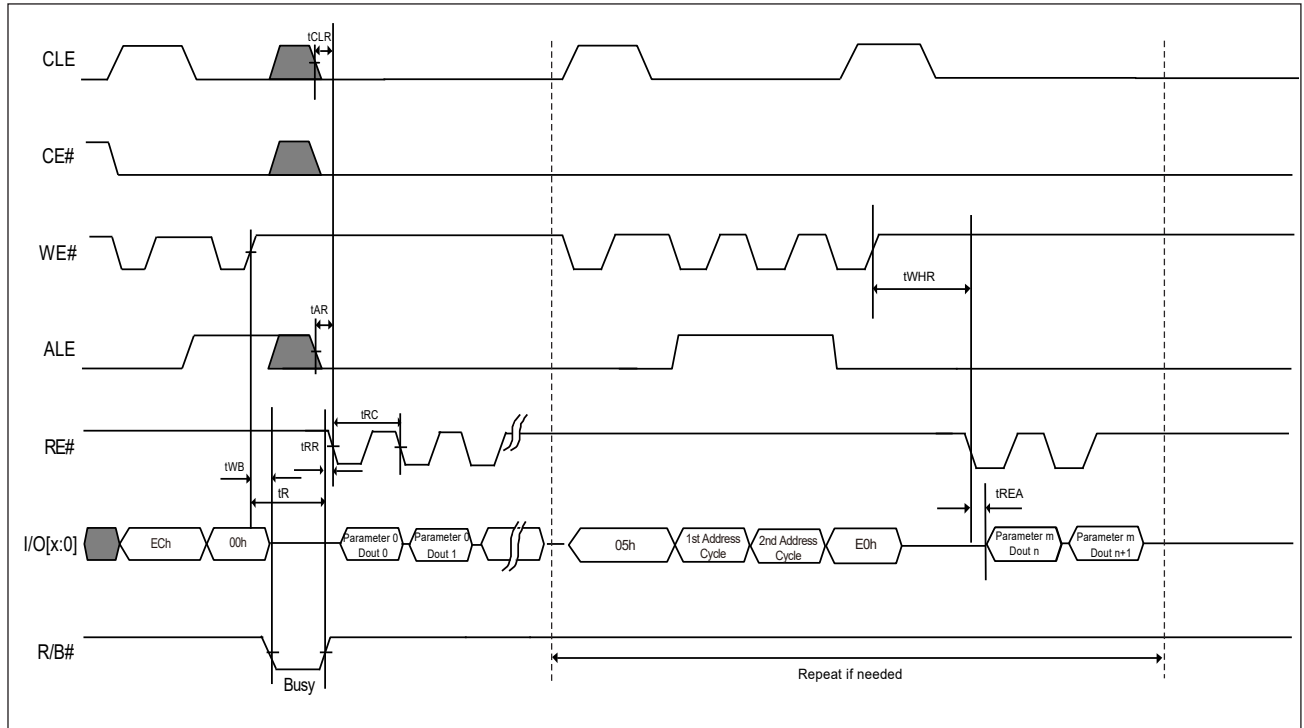 tCLR
CLE
CE#
WE#
tWHR
tAR
ALE
tRC
RE#
tRR
tWB
tREA
tR
I/O[x:0]
ECh
00h
Parameter 0
Dout 0
Parameter 0
Dout 1
05h
1st Address
Cycle
2nd Address
Cycle
E0h
Parameter m
Dout n
Parameter m
Dout n+1
R/B#
Busy
Repeat if needed